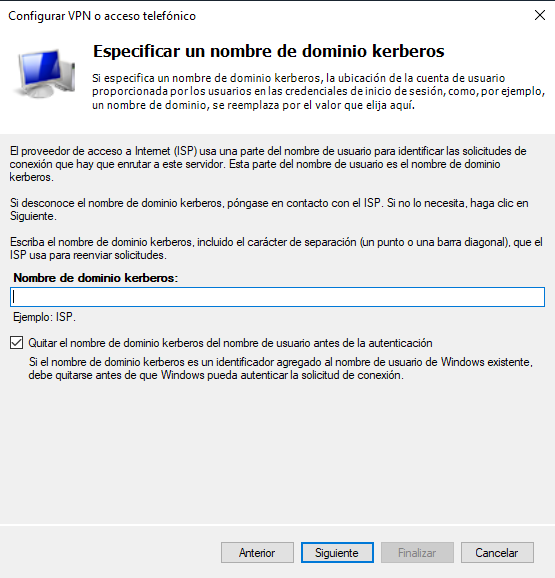 Configurar VPN o acceso telefónico
Especificar un nombre de dominio kerberos
Si especifica un nombre de dominio kerberos, la ubicación de la cuenta de usuario
proporcionada por los usuarios en las credenciales de inicio de sesión, como, por ejemplo,
un nombre de dominio, se reemplaza por el valor que elija aquí.
El proveedor de acceso a Internet (ISP) usa una parte del nombre de usuario para identificar las solicitudes de
conexión que hay que enrutar a este servidor. Esta parte del nombre de usuario es el nombre de dominio
kerberos.
Si desconoce el nombre de dominio kerberos, póngase en contacto con el ISP. Si no lo necesita, haga clic en
Siguiente.
Escriba el nombre de dominio kerberos, incluido el carácter de separación (un punto o una barra diagonal), que el
ISP usa para reenviar solicitudes.
Nombre de dominio kerberos:
Ejemplo: ISP.
Quitar el nombre de dominio kerberos del nombre de usuario antes de la autenticación
Si el nombre de dominio kerberos es un identificador agregado al nombre de usuario de Windows existente,
debe quitarse antes de que Windows pueda autenticar la solicitud de conexión.
Anterior
Siguiente
Finalizar
Cancelar